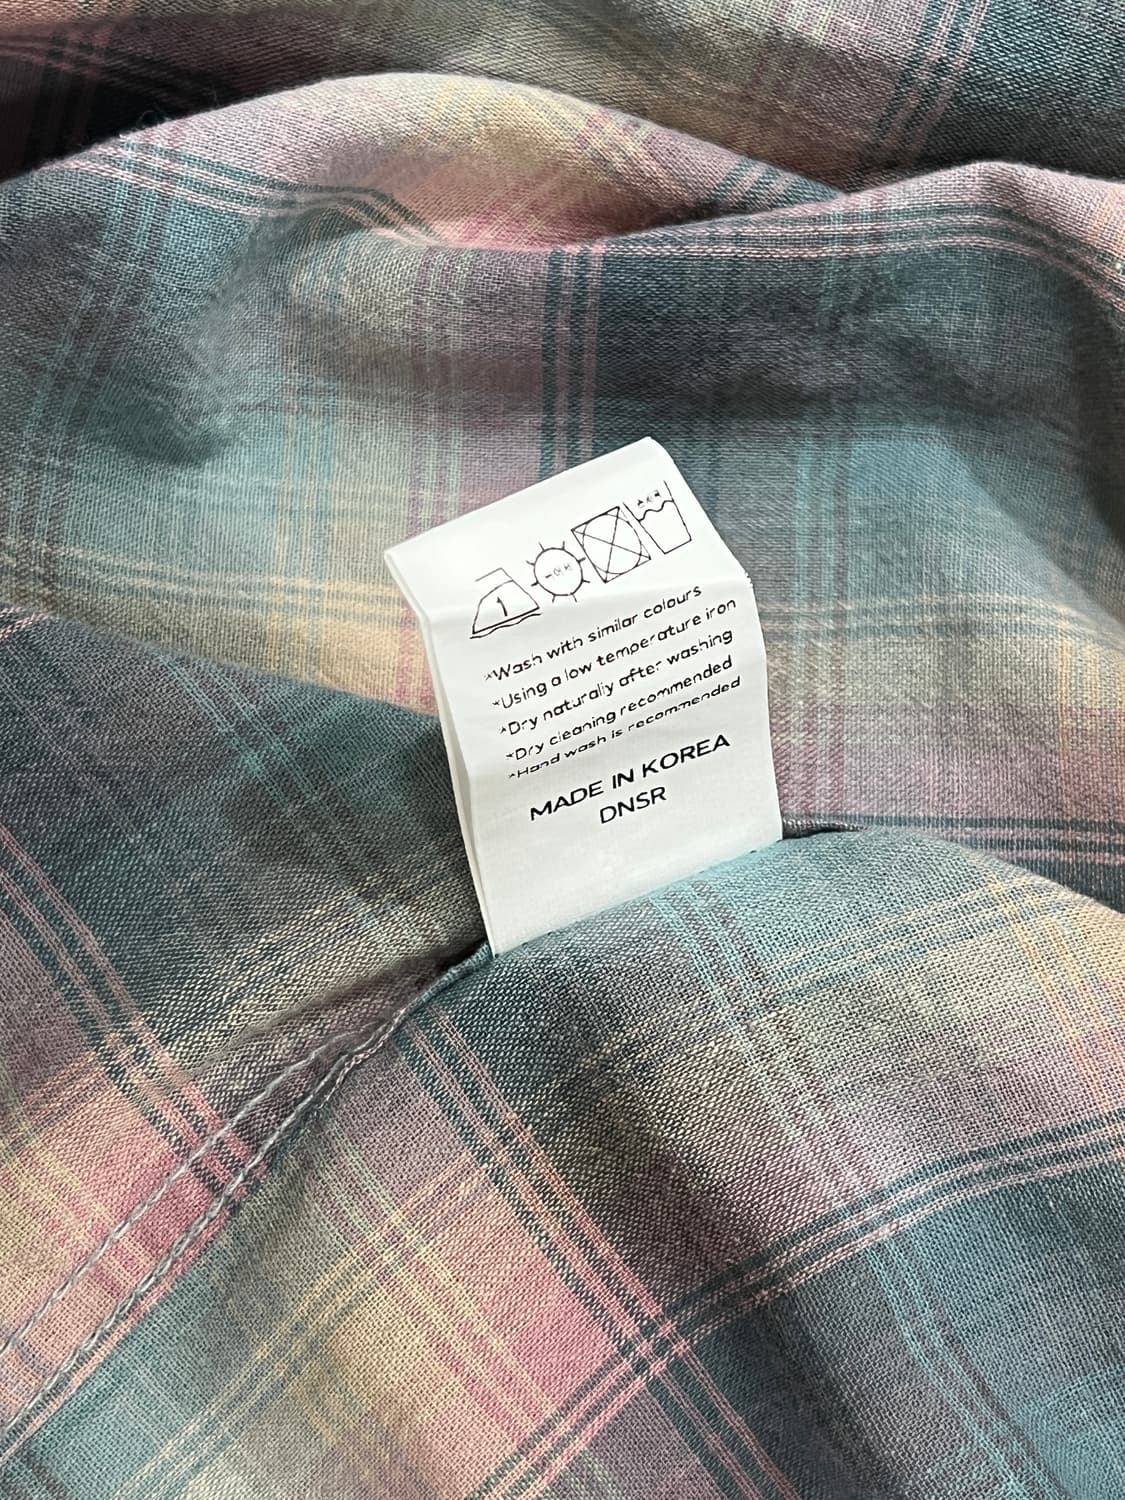 1
*Wash with similar colours
*Using a low temperature iron
*Dry naturally after washing
*Dry cleaning recommended
*Hand wash is recommended
MADE IN KOREA
DNSR